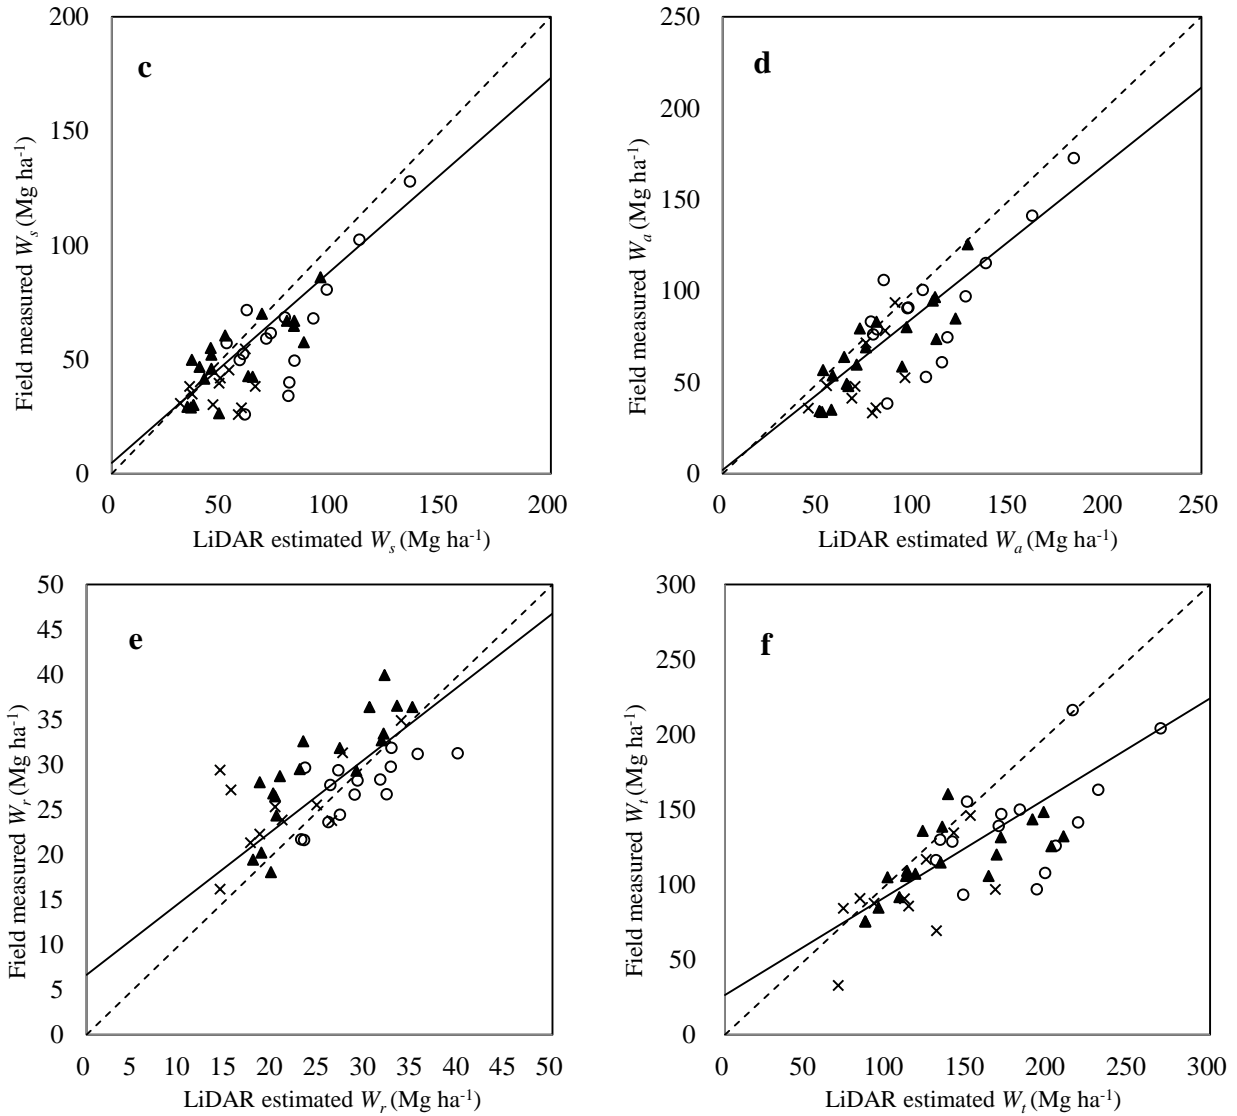 c
200
150
100
50
0
Field measured Ws (Mg ha-1)
0 50 100 150 200
LiDAR estimated Ws (Mg ha-1)
d
250
200
150
100
50
0
Field measured Wa (Mg ha-1)
0 50 100 150 200 250
LiDAR estimated Wa (Mg ha-1)
e
50
45
40
35
30
25
20
15
10
5
0
Field measured Wr (Mg ha-1)
0 5 10 15 20 25 30 35 40 45 50
LiDAR estimated Wr (Mg ha-1)
f
300
250
200
150
100
50
0
Field measured Wt (Mg ha-1)
0 50 100 150 200 250 300
LiDAR estimated Wt (Mg ha-1)